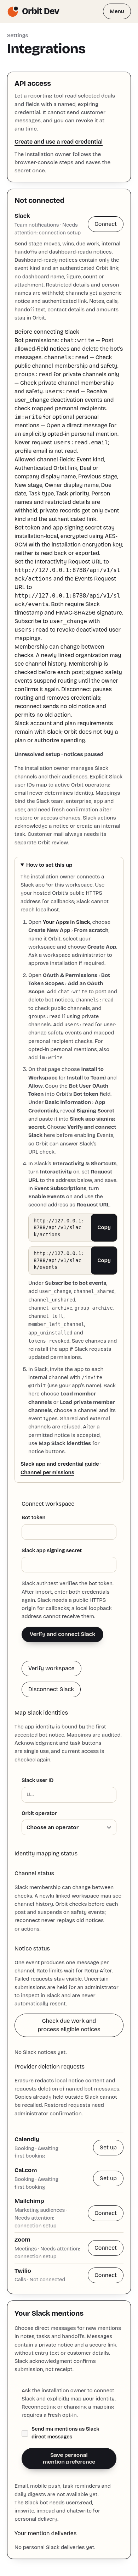 Orbit Dev
Menu
Settings
Integrations
API access
Let a reporting tool read selected deals
and fields with a named, expiring
credential. It cannot send customer
messages, and you can revoke it at
any time.
Create and use a read credential
The installation owner follows the
browser-console steps and saves the
secret once.
Not connected
Slack
Team notifications · Needs
attention: connection setup
Connect
Send stage moves, wins, due work, internal
handoffs and dashboard-ready notices.
Dashboard-ready notifications contain only the
event kind and an authenticated Orbit link;
no dashboard name, figure, count or
attachment. Restricted deals and person
names are withheld; channels get a generic
notice and authenticated link. Notes, calls,
handoff text, contact details and amounts
stay in Orbit.
Before connecting Slack
Bot permissions: chat:write — Post
allowed deal notifications and obtain the
bot's messages. channels:read — Check
public channel membership and safety.
groups:read for private channels only
— Check private channel membership
and safety. users:read — Receive
user_change deactivation events and
check mapped personal recipients.
im:write for optional personal
mentions — Open a direct message for
an explicitly opted-in recipient only.
Never request users:read.email;
profile email is not read.
Allowed channel fields: Event kind,
Authenticated Orbit link, Deal or
company display name, Previous stage,
New stage, Owner display name, Due
date, Task type, Task priority. Person
names and restricted deal details are
withheld; private records get only event
kind and the authenticated link.
Bot token and app signing secret stay
installation-local, encrypted using AES-
GCM with the installation encryption key;
neither is read back or exported.
Set the Interactivity Request URL to
http://127.0.0.1:8788/api/v1/sl
ack/actions and the Events Request
URL to
http://127.0.0.1:8788/api/v1/sl
ack/events. Both require Slack
timestamp and HMAC-SHA256 signature.
Subscribe to user_change with
users:read to revoke deactivated user
mappings.
Membership can change between
checks. A newly linked organization may
see channel history. Membership is
checked before each post; signed safety
events suspend routing until the owner
confirms it again. Disconnect pauses
routing and removes credentials;
reconnect sends no old notices and
permits no old actions.
Slack account and plan requirements
remain with Slack; Orbit does not buy a
plan or authorize spending.
Unresolved setup · notices paused
The installation owner manages Slack
channels and their audiences. Explicit Slack
user IDs map to active Orbit operators;
email never determines identity. Mappings
bind the Slack team, enterprise, app and
user, and need fresh confirmation after
restore or access changes. Slack actions
acknowledge a notice or create an internal
task. Customer mail always needs its
separate Orbit review.
▼ How to set this up
The installation owner connects a
Slack app for this workspace. Use
your hosted Orbit's public HTTPS
address for callbacks; Slack cannot
reach localhost.
1. Open Your Apps in Slack, choose
Create New App · From scratch,
name it Orbit, select your
workspace and choose Create App.
Ask a workspace administrator to
approve installation if required.
2. Open OAuth & Permissions · Bot
Token Scopes · Add an OAuth
Scope. Add chat:write to send and
delete bot notices, channels:read
to check public channels, and
groups:read if you use private
channels. Add users:read for user-
change safety events and mapped
personal recipients. For
opted-in personal mentions, also
add im:write.
3. On that page choose Install to
Workspace (or Install to Team) and
Allow. Copy the Bot User OAuth
Token into Orbit's Bot token field.
Under Basic Information · App
Credentials, reveal Signing Secret
and paste it into Slack app signing
secret. Choose Verify and connect
Slack here before enabling Events,
so Orbit can answer Slack's
URL check.
4. In Slack's Interactivity & Shortcuts,
turn Interactivity on, set Request
URL to the address below, and save.
In Event Subscriptions, turn
Enable Events on and use the
second address as Request URL.
http://127.0.0.1:
8788/api/v1/slac
k/actions
Copy
http://127.0.0.1:
8788/api/v1/slac
k/events
Copy
Under Subscribe to bot events,
add user_change, channel_shared,
channel_unshared,
channel_archive, group_archive,
channel_left,
member_left_channel,
app_uninstalled and
tokens_revoked. Save changes and
reinstall the app if Slack requests
updated permissions.
5. In Slack, invite the app to each
internal channel with /invite
@Orbit (use your app's name). Back
here choose Load member
channels or Load private member
channels, choose a channel and its
event types. Shared and external
channels are refused. After a
permitted notice is accepted,
use Map Slack identities for
notice buttons.
Slack app and credential guide ·
Channel permissions
Connect workspace
Bot token
Slack app signing secret
Slack auth.test verifies the bot token.
After import, enter both credentials
again. Slack needs a public HTTPS
origin for callbacks; a local loopback
address cannot receive them.
Verify and connect Slack
Verify workspace
Disconnect Slack
Map Slack identities
The app identity is bound by the first
accepted bot notice. Mappings are audited.
Acknowledgment and task buttons
are single use, and current access is
checked again.
Slack user ID
U…
Orbit operator
Choose an operator
Identity mapping status
Channel status
Slack membership can change between
checks. A newly linked workspace may see
channel history. Orbit checks before each
post and suspends on safety events;
reconnect never replays old notices
or actions.
Notice status
One event produces one message per
channel. Rate limits wait for Retry-After.
Failed requests stay visible. Uncertain
submissions are held for an administrator
to inspect in Slack and are never
automatically resent.
Check due work and
process eligible notices
No Slack notices yet.
Provider deletion requests
Erasure redacts local notice content and
requests deletion of named bot messages.
Copies already held outside Slack cannot
be recalled. Restored requests need
administrator confirmation.
Calendly
Booking · Awaiting
first booking
Set up
Cal.com
Booking · Awaiting
first booking
Set up
Mailchimp
Marketing audiences ·
Needs attention:
connection setup
Connect
Zoom
Meetings · Needs attention:
connection setup
Connect
Twilio
Calls · Not connected
Connect
Your Slack mentions
Choose direct messages for new mentions
in notes, tasks and handoffs. Messages
contain a private notice and a secure link,
without entry text or customer details.
Slack acknowledgment confirms
submission, not receipt.
Ask the installation owner to connect
Slack and explicitly map your identity.
Reconnecting or changing a mapping
requires a fresh opt-in.
Send my mentions as Slack
direct messages
Save personal
mention preference
Email, mobile push, task reminders and
daily digests are not available yet.
The Slack bot needs users:read,
im:write, im:read and chat:write for
personal delivery.
Your mention deliveries
No personal Slack deliveries yet.